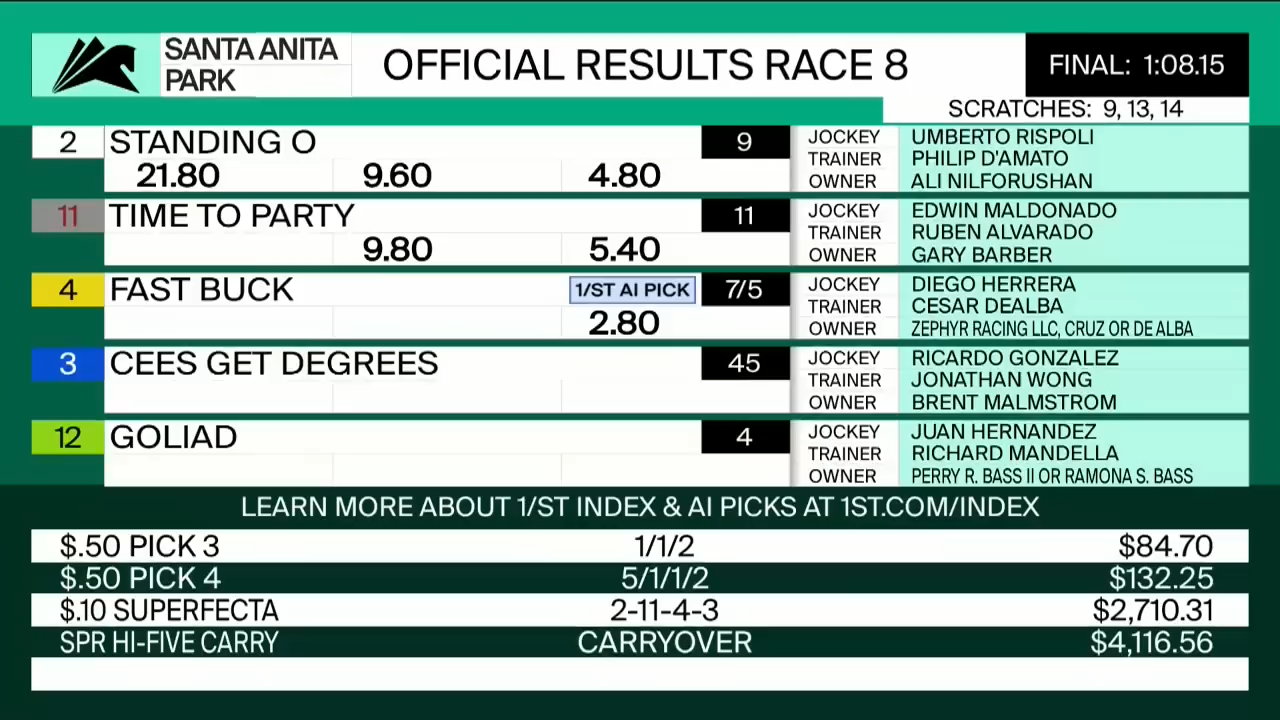 SANTA ANITA PARK
OFFICIAL RESULTS RACE 8
FINAL: 1:08.15
SCRATCHES: 9, 13, 14
2 STANDING O 9
21.80 9.60 4.80
JOCKEY UMBERTO RISPOLI
TRAINER PHILIP D'AMATO
OWNER ALI NILFORUSHAN
11 TIME TO PARTY 11
9.80 5.40
JOCKEY EDWIN MALDONADO
TRAINER RUBEN ALVARADO
OWNER GARY BARBER
4 FAST BUCK 1/ST AI PICK 7/5
2.80
JOCKEY DIEGO HERRERA
TRAINER CESAR DEALBA
OWNER ZEPHYR RACING LLC, CRUZ OR DE ALBA
3 CEES GET DEGREES 45
JOCKEY RICARDO GONZALEZ
TRAINER JONATHAN WONG
OWNER BRENT MALMSTROM
12 GOLIAD 4
JOCKEY JUAN HERNANDEZ
TRAINER RICHARD MANDELLA
OWNER PERRY R. BASS II OR RAMONA S. BASS
LEARN MORE ABOUT 1/ST INDEX & AI PICKS AT 1ST.COM/INDEX
$.50 PICK 3 1/1/2 $84.70
$.50 PICK 4 5/1/1/2 $132.25
$.10 SUPERFECTA 2-11-4-3 $2,710.31
SPR HI-FIVE CARRY CARRYOVER $4,116.56